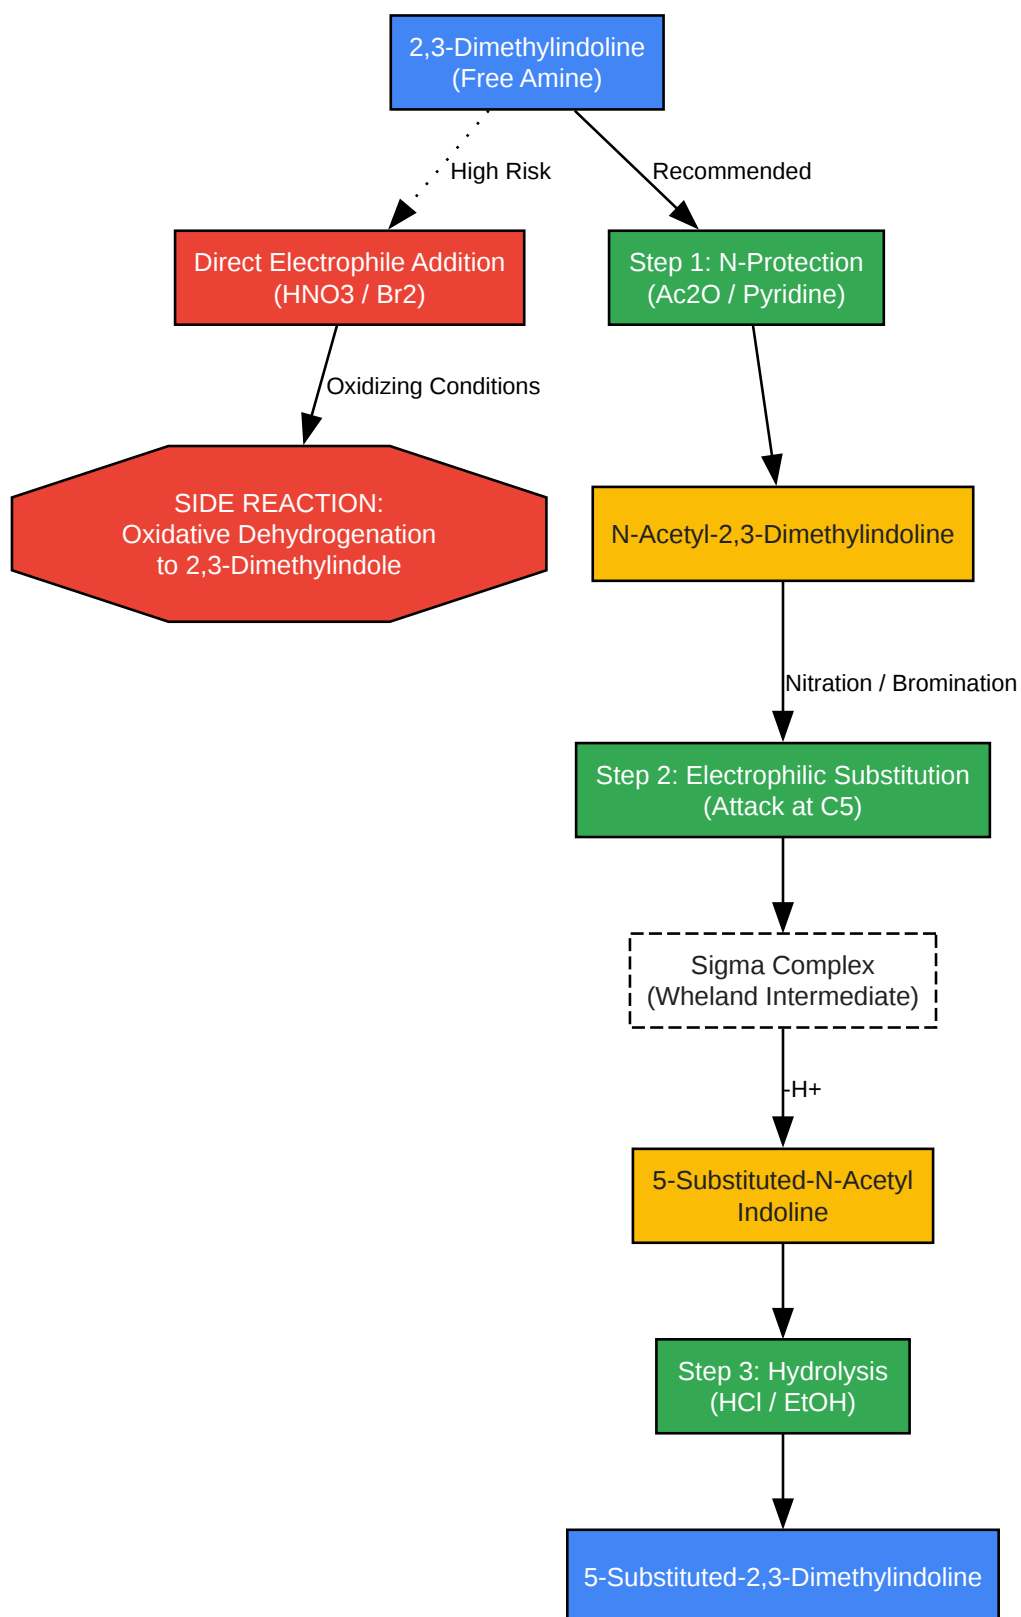 2,3-Dimethylindoline
(Free Amine)
High Risk
Recommended
Direct Electrophile Addition
(HNO3 / Br2)
Step 1: N-Protection
(Ac2O / Pyridine)
Oxidizing Conditions
SIDE REACTION:
Oxidative Dehydrogenation
to 2,3-Dimethylindole
N-Acetyl-2,3-Dimethylindoline
Nitration / Bromination
Step 2: Electrophilic Substitution
(Attack at C5)
Sigma Complex
(Wheland Intermediate)
-H+
5-Substituted-N-Acetyl
Indoline
Step 3: Hydrolysis
(HCl / EtOH)
5-Substituted-2,3-Dimethylindoline